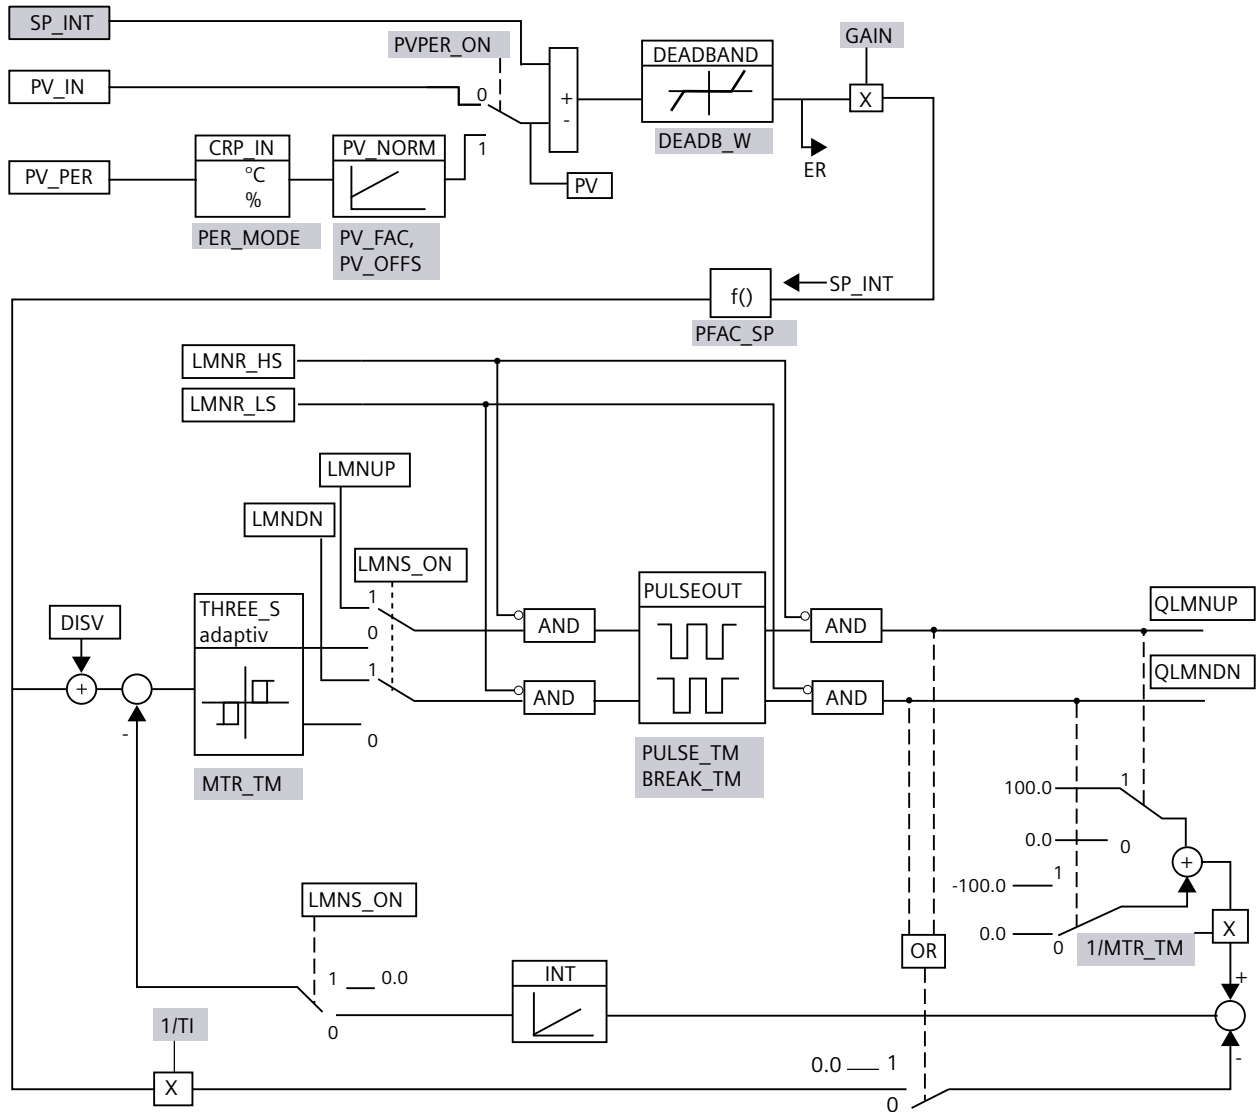 SP_INT
GAIN
PVPER_ON
DEADBAND
PV_IN
0
+
-
X
DEADB_W
CRP_IN
°C
%
PV_NORM
1
ER
PV_PER
PV
PER_MODE
PV_FAC,
PV_OFFS
f()
SP_INT
PFAC_SP
LMNR_HS
LMNR_LS
LMNUP
LMNDN
LMNS_ON
PULSEOUT
QLMNUP
THREE_S
adaptiv
1
0
AND
AND
DISV
QLMNDN
1
AND
AND
+
-
0
MTR_TM
PULSE_TM
BREAK_TM
100.0
1
0.0
0
+
-100.0
1
LMNS_ON
0.0
0
1/MTR_TM
X
OR
INT
1
0.0
+
1/TI
0
-
0.0
1
X
0